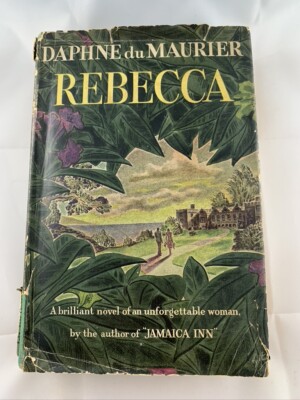 DAPHNE du MAURIER
REBECCA
A brilliant novel of an unforgettable woman,
by the author of "JAMAICA INN"